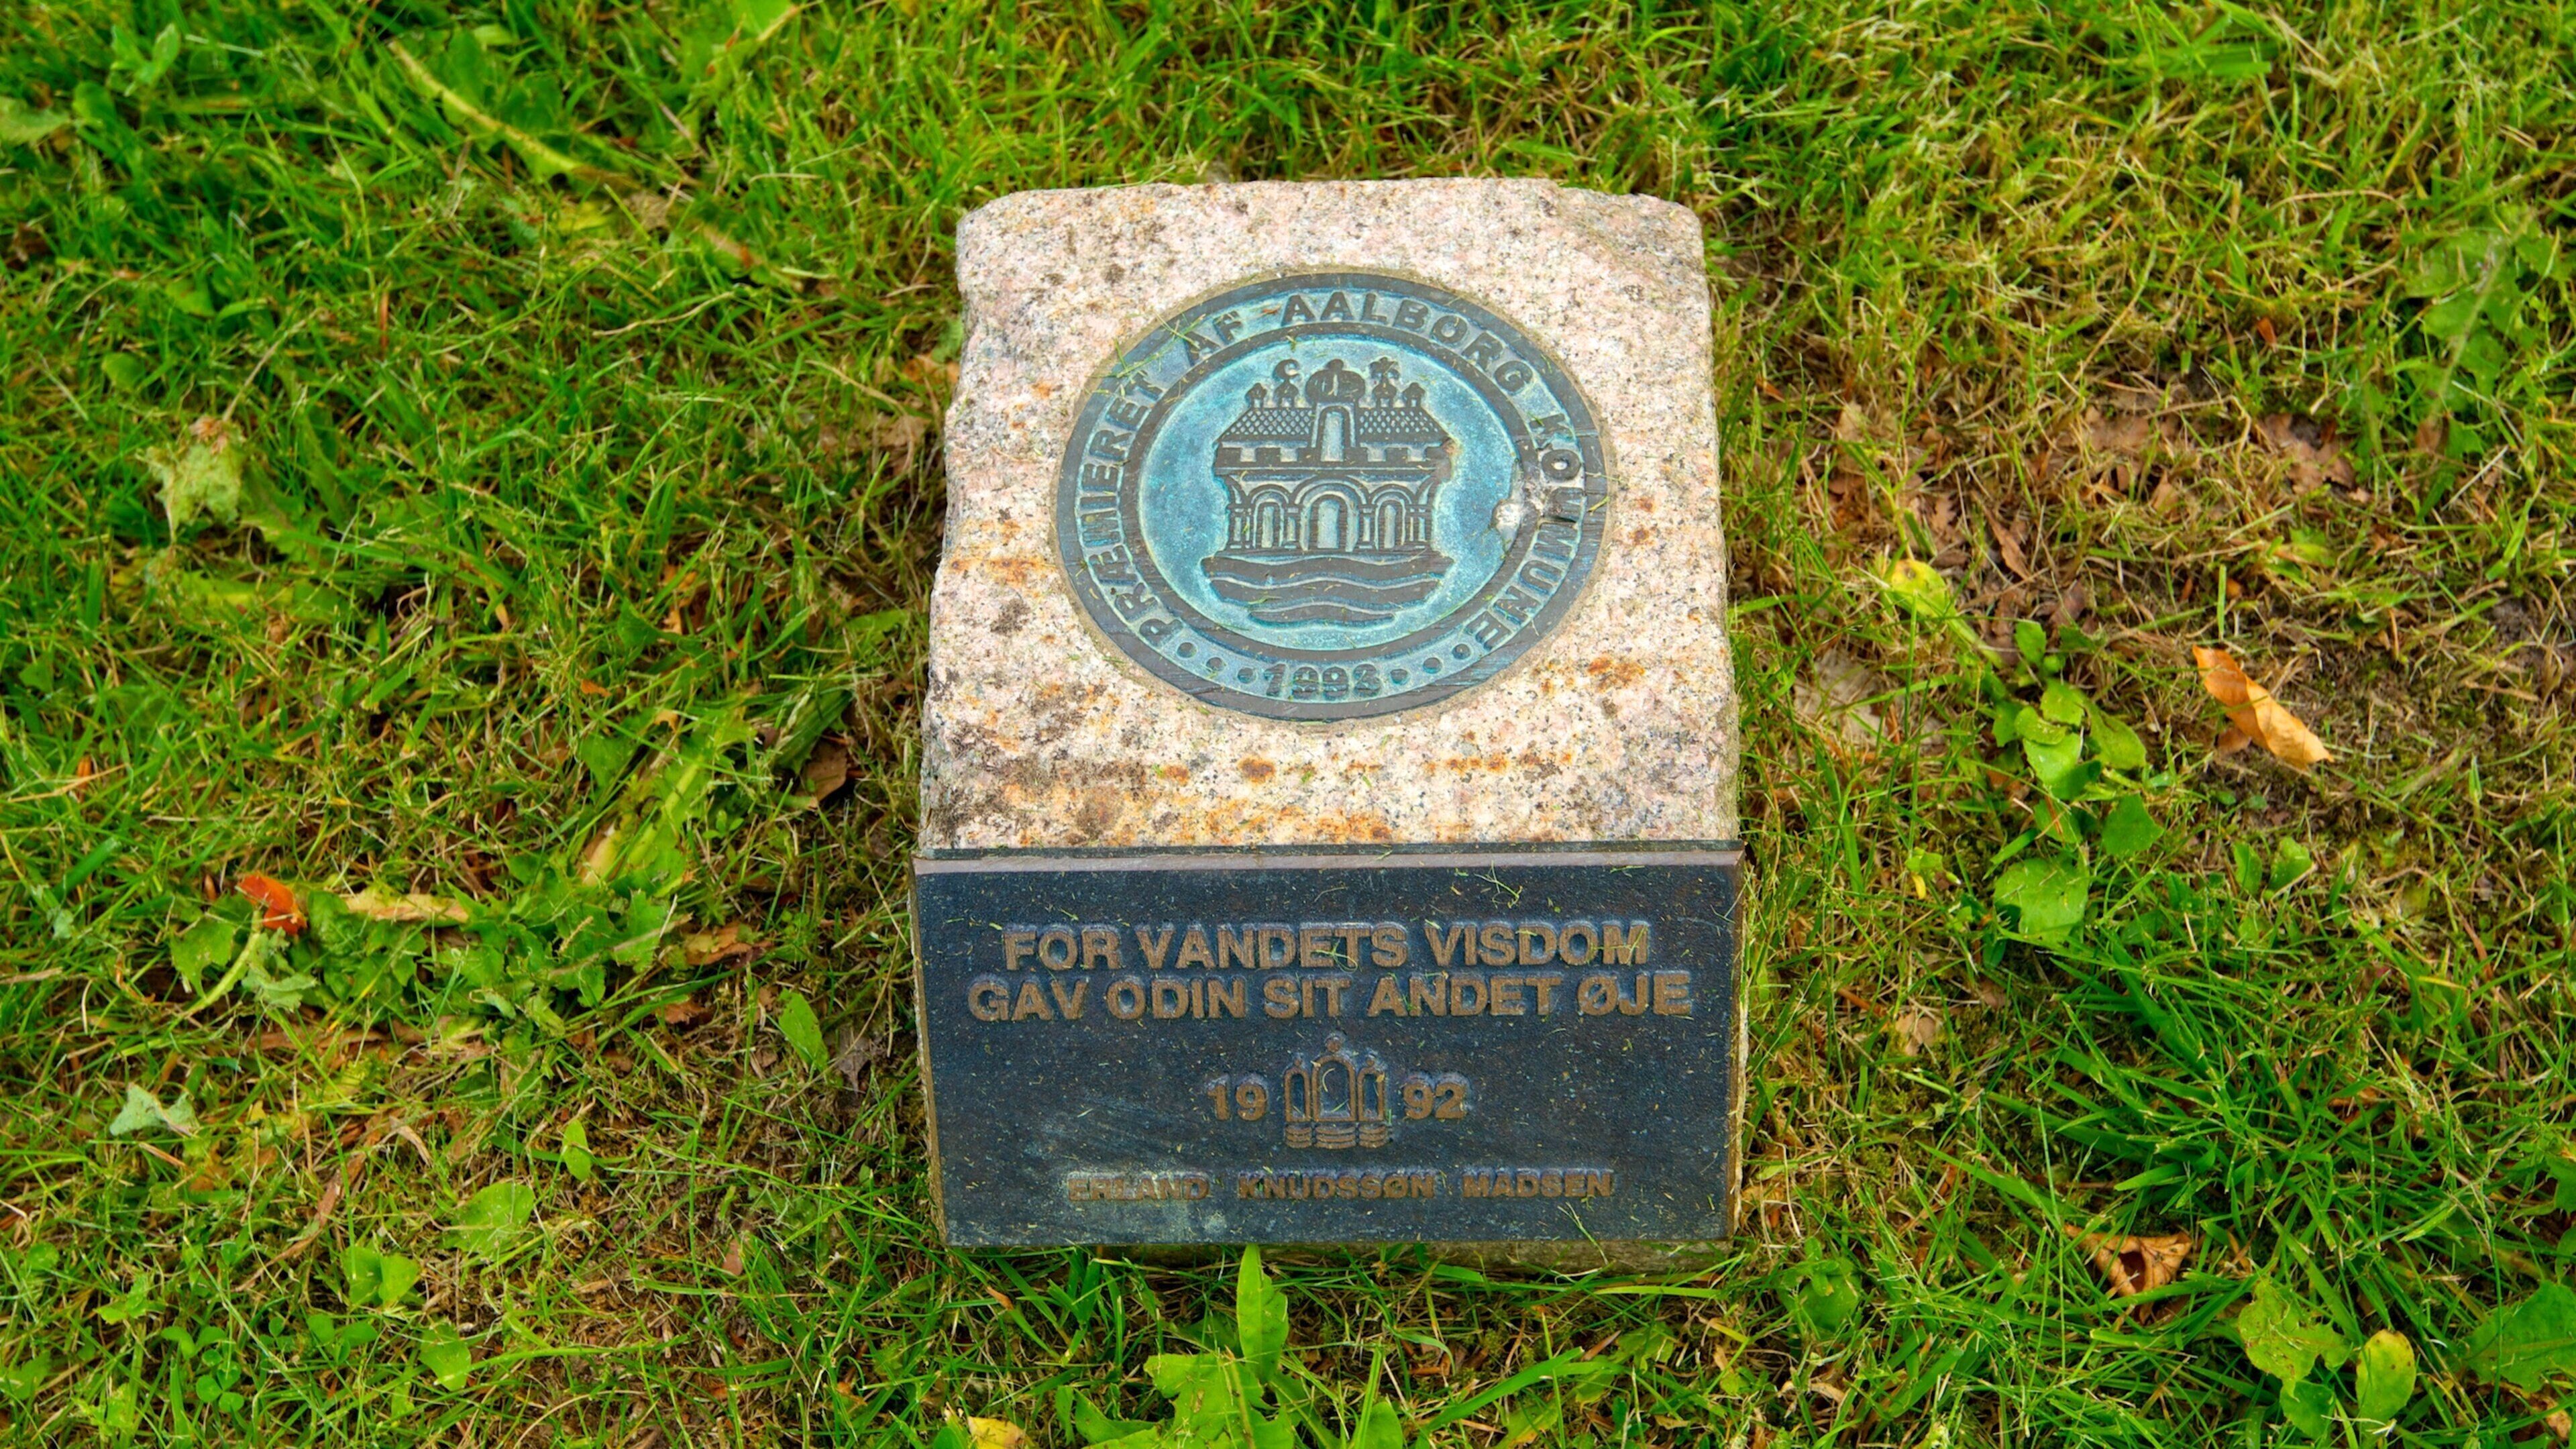 PRÆMIERET AF AALBORG KOMMUNE
1992
FOR VANDETS VISDOM
GAV ODIN SIT ANDET ØJE
19 92
ERLAND KNUDSSØN MADSEN